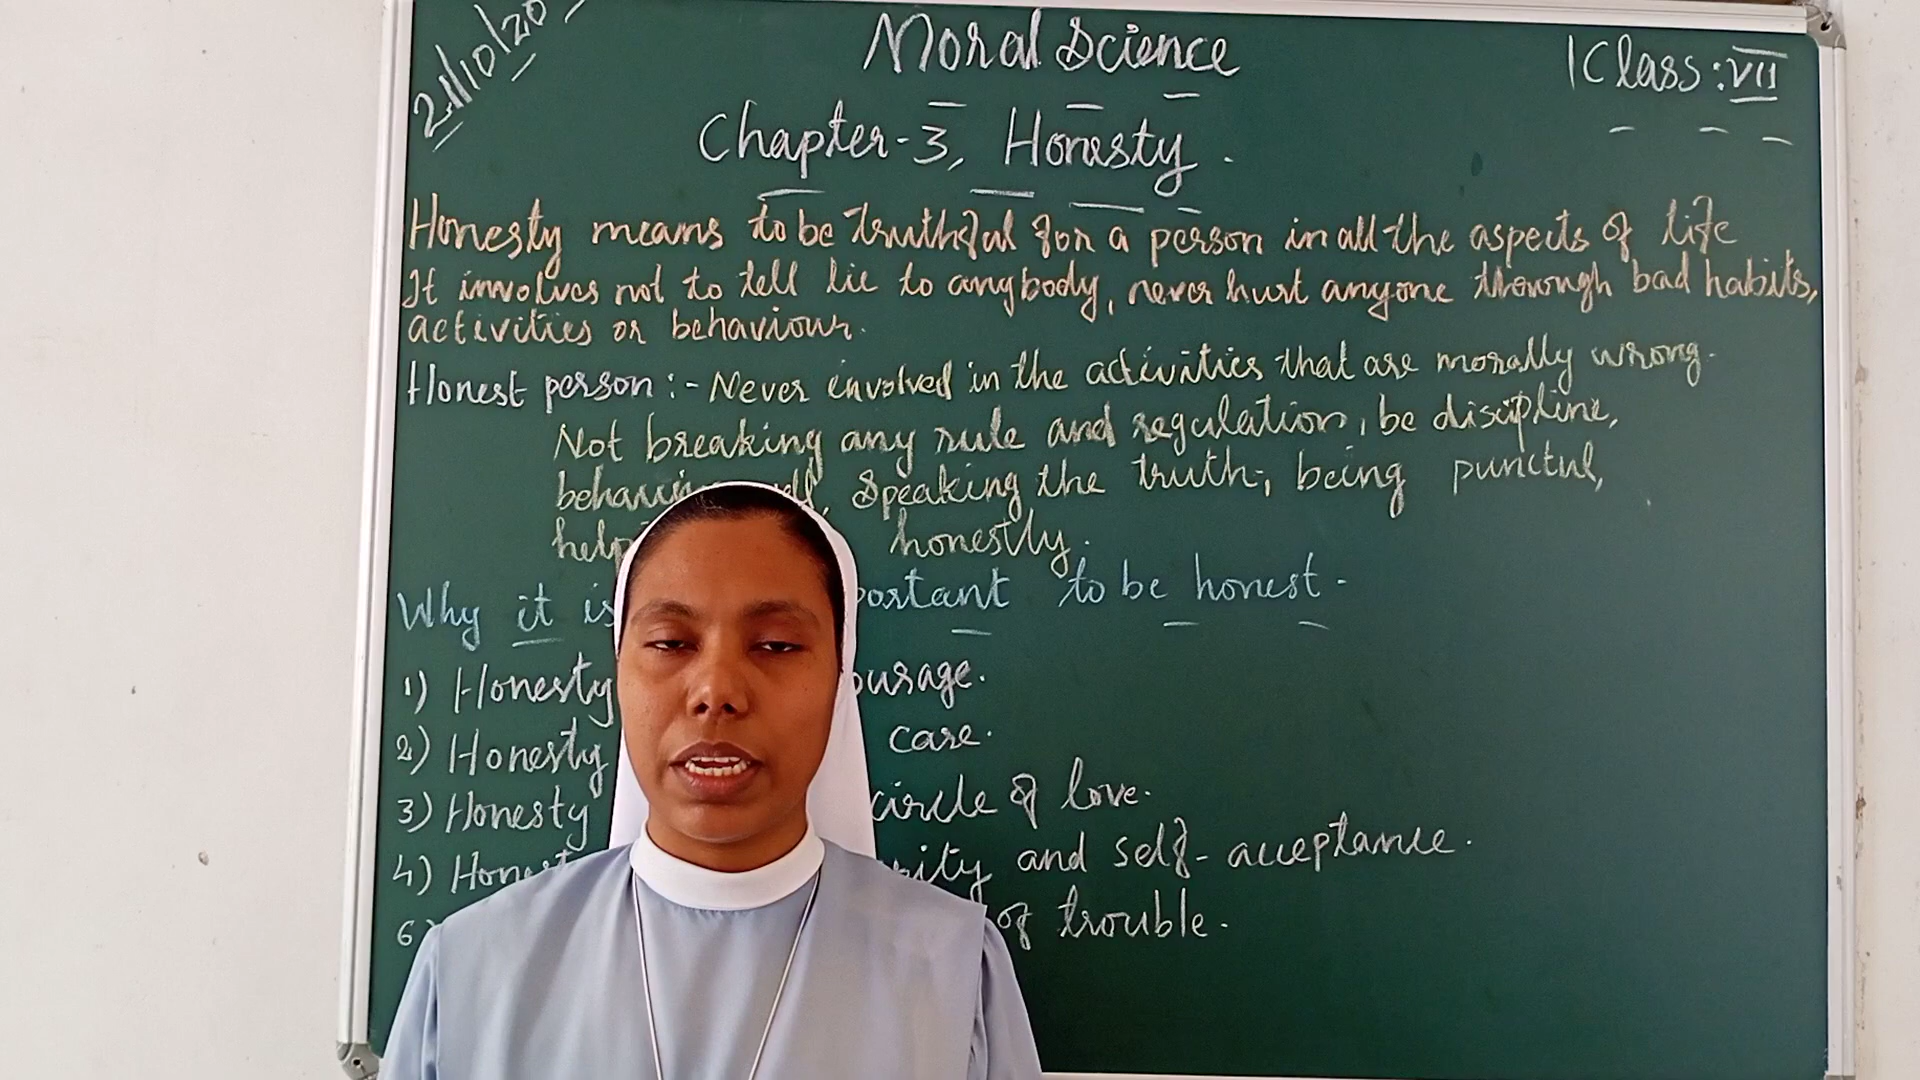 21/10/20
Moral Science
Class: VII
Chapter-3, Honesty.
Honesty means to be truthful for a person in all the aspects of life
It involves not to tell lie to anybody, never hurt anyone through bad habits,
activities or behaviour.
Honest person :- Never involved in the activities that are morally wrong.
Not breaking any rule and regulation, be discipline,
speaking the truth, being punctul,
honestly.
Why it is to be honest.
1) Honesty
2) Honesty care.
3) Honesty circle of love.
4) and self-acceptance.
6) of trouble.